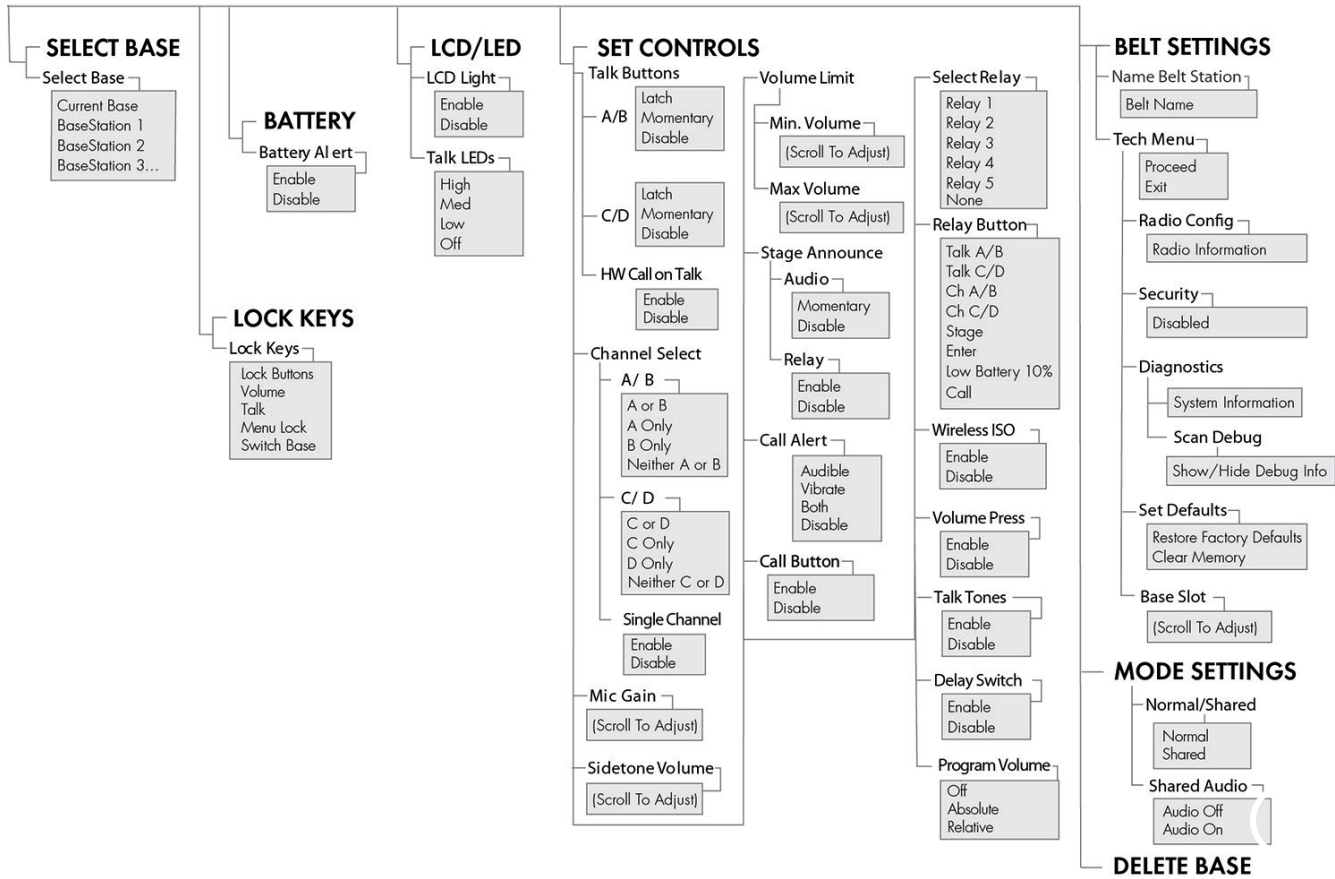 SELECT BASE
Select Base
Current Base
BaseStation 1
BaseStation 2
BaseStation 3...
BATTERY
Battery Alert
Enable
Disable
LOCK KEYS
Lock Keys
Lock Buttons
Volume
Talk
Menu Lock
Switch Base
LCD/LED
LCD Light
Enable
Disable
Talk LEDs
High
Med
Low
Off
SET CONTROLS
Talk Buttons
A/B
Latch
Momentary
Disable
C/D
Latch
Momentary
Disable
HW Call on Talk
Enable
Disable
Channel Select
A/ B
A or B
A Only
B Only
Neither A or B
C/ D
C or D
C Only
D Only
Neither C or D
Single Channel
Enable
Disable
Mic Gain
(Scroll To Adjust)
Sidetone Volume
(Scroll To Adjust)
Volume Limit
Min. Volume
(Scroll To Adjust)
Max Volume
(Scroll To Adjust)
Stage Announce
Audio
Momentary
Disable
Relay
Enable
Disable
Call Alert
Audible
Vibrate
Both
Disable
Call Button
Enable
Disable
Select Relay
Relay 1
Relay 2
Relay 3
Relay 4
Relay 5
None
Relay Button
Talk A/B
Talk C/D
Ch A/B
Ch C/D
Stage
Enter
Low Battery 10%
Call
Wireless ISO
Enable
Disable
Volume Press
Enable
Disable
Talk Tones
Enable
Disable
Delay Switch
Enable
Disable
Program Volume
Off
Absolute
Relative
BELT SETTINGS
Name Belt Station
Belt Name
Tech Menu
Proceed
Exit
Radio Config
Radio Information
Security
Disabled
Diagnostics
System Information
Scan Debug
Show/Hide Debug Info
Set Defaults
Restore Factory Defaults
Clear Memory
Base Slot
(Scroll To Adjust)
MODE SETTINGS
Normal/Shared
Normal
Shared
Shared Audio
Audio Off
Audio On
DELETE BASE